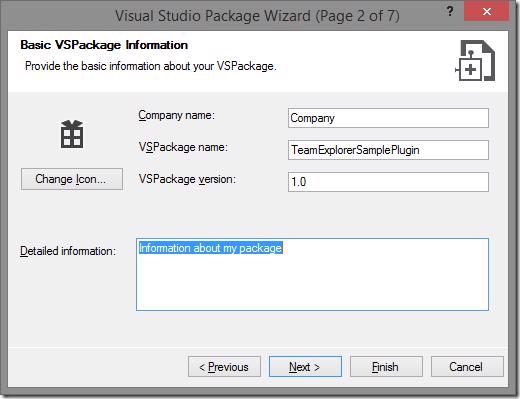 Visual Studio Package Wizard (Page 2 of 7)
?
Basic VSPackage Information
Provide the basic information about your VSPackage.
Company name:
Company
VSPackage name:
TeamExplorerSamplePlugin
Change Icon...
VSPackage version:
1.0
Detailed information:
Information about my package
< Previous
Next >
Finish
Cancel